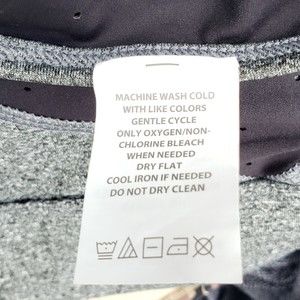 MACHINE WASH COLD
WITH LIKE COLORS
GENTLE CYCLE
ONLY OXYGEN/NON-
CHLORINE BLEACH
WHEN NEEDED
DRY FLAT
COOL IRON IF NEEDED
DO NOT DRY CLEAN